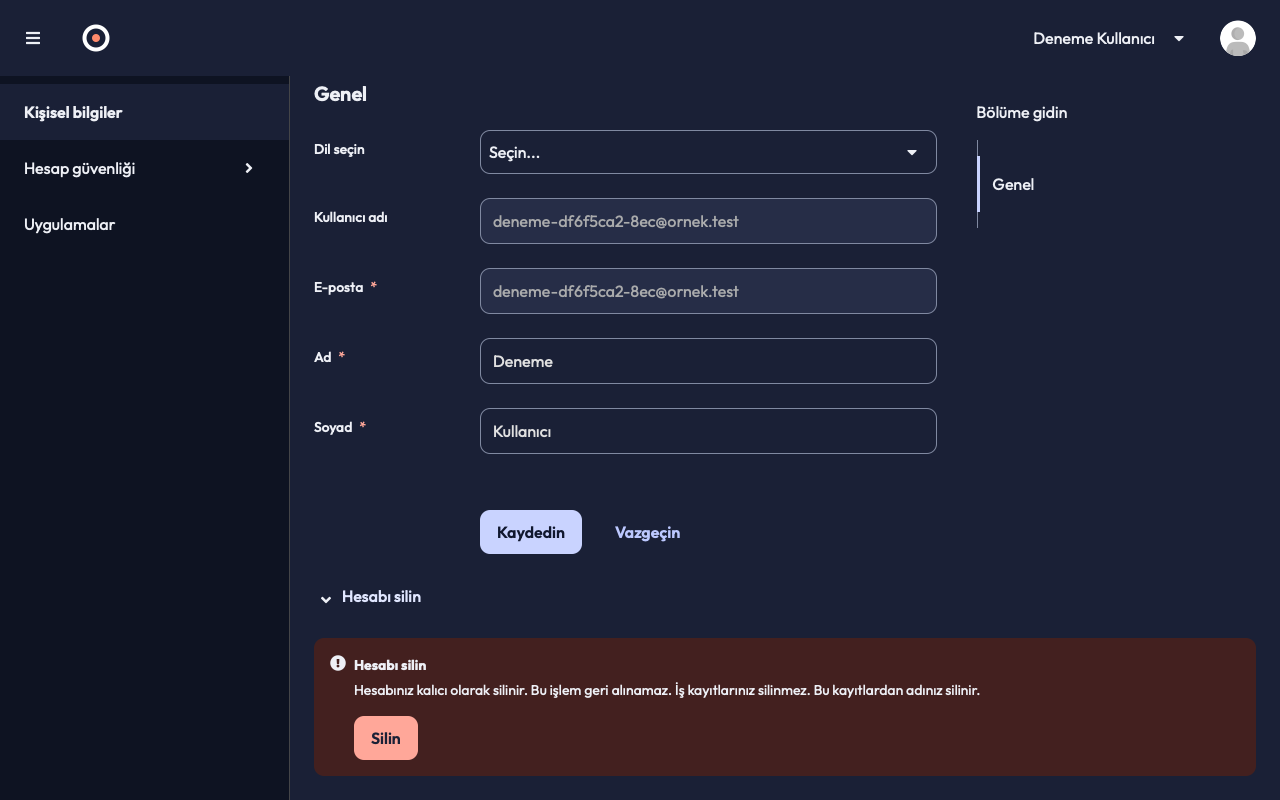 Deneme Kullanıcı
Kişisel bilgiler
Hesap güvenliği
Uygulamalar
Genel
Dil seçin
Seçin...
Kullanıcı adı
deneme-df6f5ca2-8ec@ornek.test
E-posta *
deneme-df6f5ca2-8ec@ornek.test
Ad *
Deneme
Soyad *
Kullanıcı
Kaydedin Vazgeçin
Hesabı silin
Hesabı silin
Hesabınız kalıcı olarak silinir. Bu işlem geri alınamaz. İş kayıtlarınız silinmez. Bu kayıtlardan adınız silinir.
Silin
Bölüme gidin
Genel